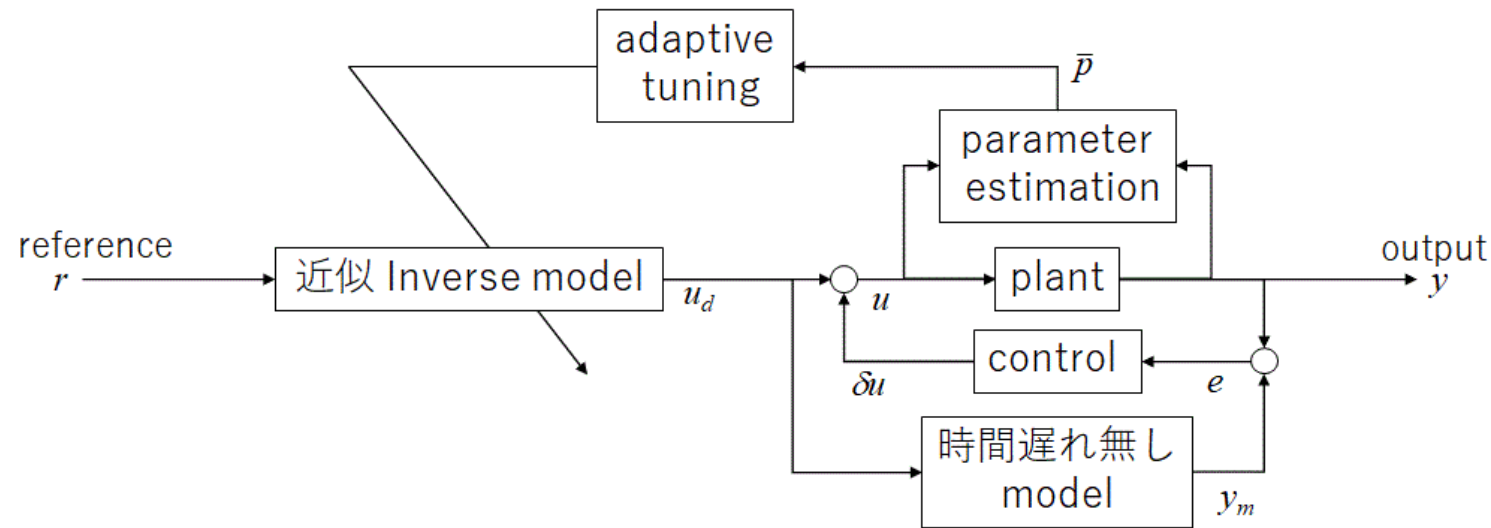 adaptive
tuning
p̅
parameter
estimation
reference
r
近似 Inverse model
u_d
u
plant
output
y
control
δu
e
時間遅れ無し
model
y_m